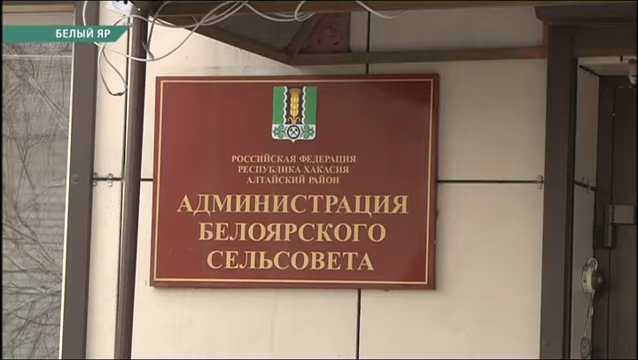 БЕЛЫЙ ЯР
РОССИЙСКАЯ ФЕДЕРАЦИЯ
РЕСПУБЛИКА ХАКАСИЯ
АЛТАЙСКИЙ РАЙОН
АДМИНИСТРАЦИЯ
БЕЛОЯРСКОГО
СЕЛЬСОВЕТА